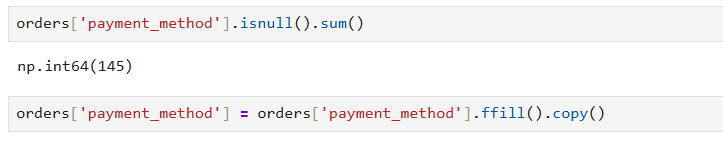 orders['payment_method'].isnull().sum()
np.int64(145)
orders['payment_method'] = orders['payment_method'].ffill().copy()